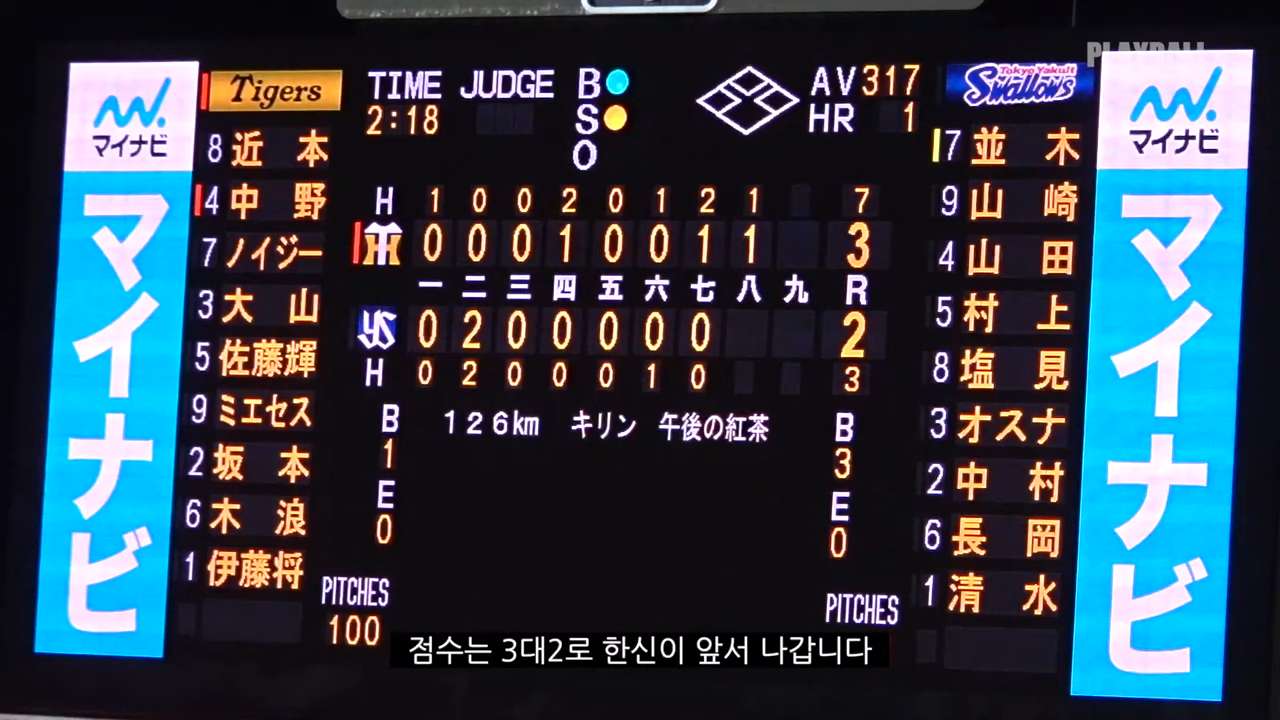 PLAYBALL
マイナビ
マイナビ
Tigers
8 近本
4 中野
7 ノイジー
3 大山
5 佐藤輝
9 ミエセス
2 坂本
6 木浪
1 伊藤将
TIME JUDGE
2:18
B
S
O
AV 317
HR 1
H 1 0 0 2 0 1 2 1 7
0 0 0 1 0 0 1 1 3
一 二 三 四 五 六 七 八 九 R
YS 0 2 0 0 0 0 0 2
H 0 2 0 0 0 1 0 3
126km キリン 午後の紅茶
B
1
E
0
PITCHES
100
B
3
E
0
PITCHES
Tokyo Yakult
Swallows
7 並木
9 山崎
4 山田
5 村上
8 塩見
3 オスナ
2 中村
6 長岡
1 清水
マイナビ
マイナビ
점수는 3대2로 한신이 앞서 나갑니다